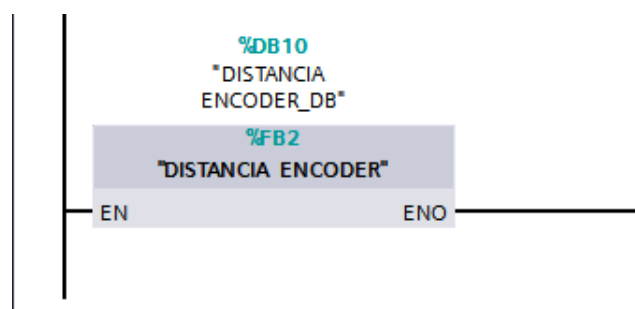 %DB10
"DISTANCIA
ENCODER_DB"
%FB2
"DISTANCIA ENCODER"
EN ENO